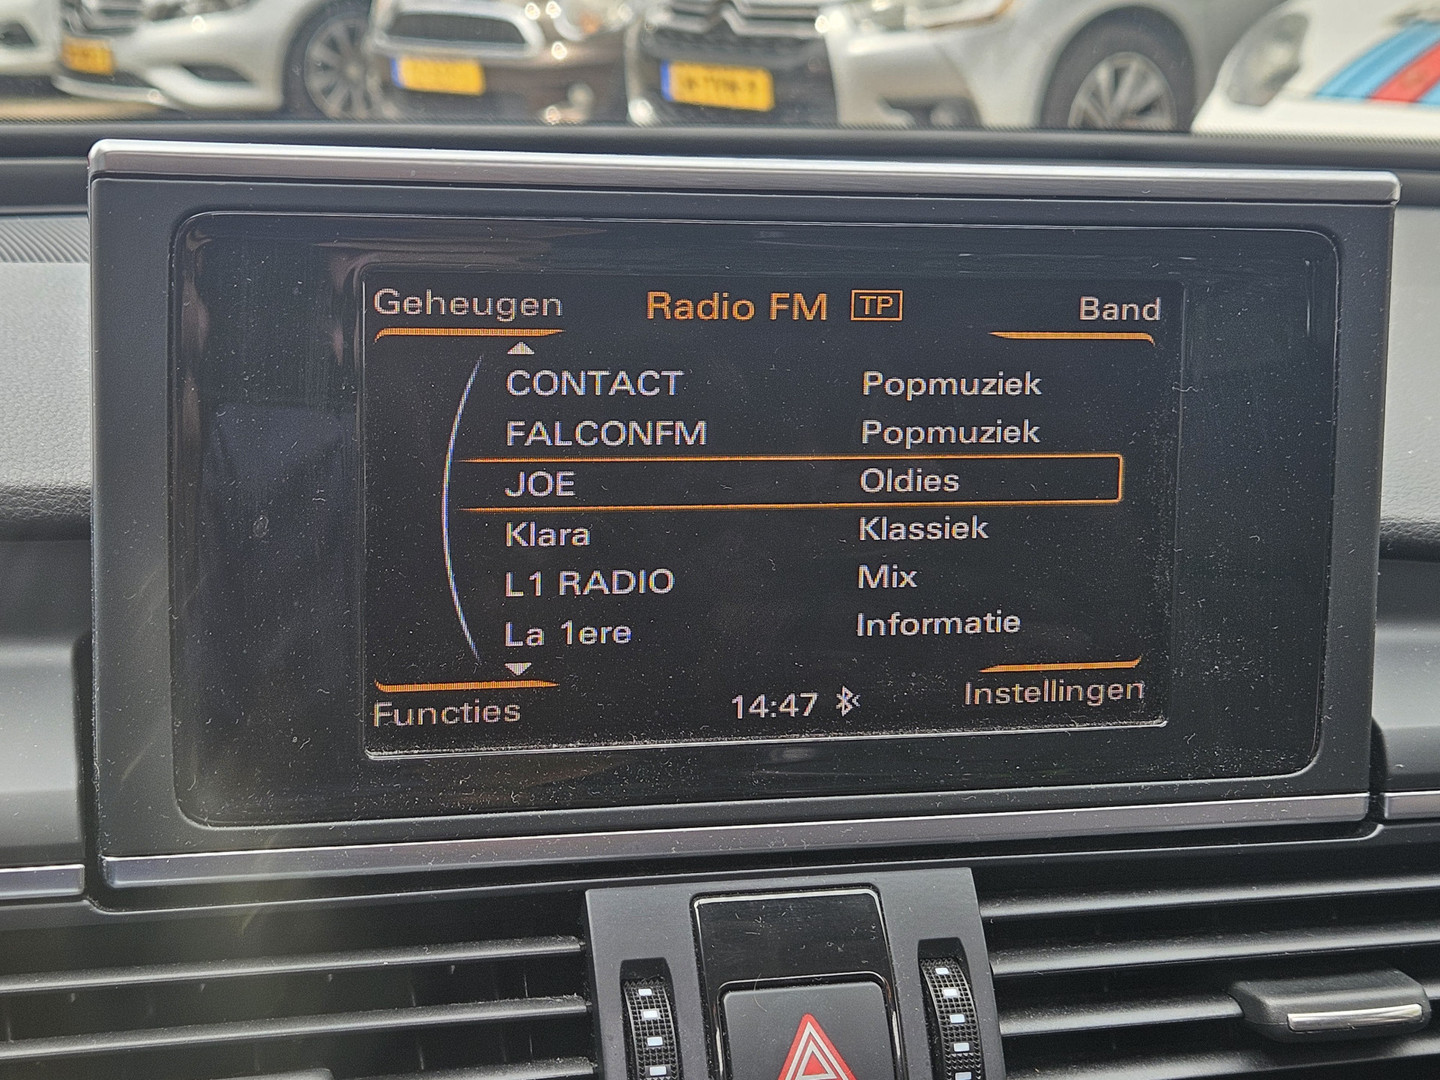 Geheugen Radio FM TP Band
CONTACT Popmuziek
FALCONFM Popmuziek
JOE Oldies
Klara Klassiek
L1 RADIO Mix
La 1ere Informatie
Functies 14:47 Instellingen